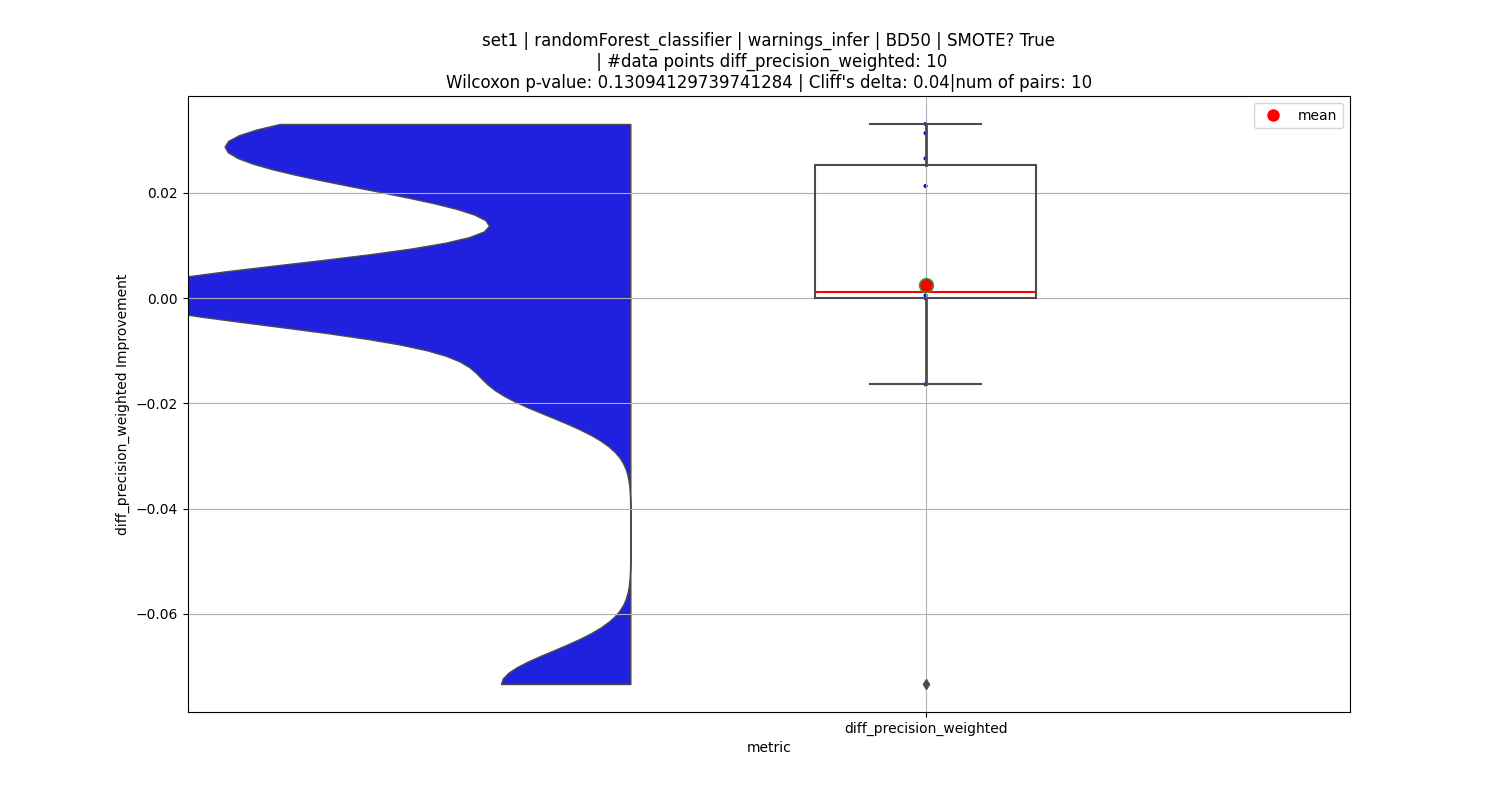 set1 | randomForest_classifier | warnings_infer | BD50 | SMOTE? True
| #data points diff_precision_weighted: 10
Wilcoxon p-value: 0.13094129739741284 | Cliff's delta: 0.04|num of pairs: 10
mean
0.02
0.00
−0.02
−0.04
−0.06
diff_precision_weighted Improvement
diff_precision_weighted
metric